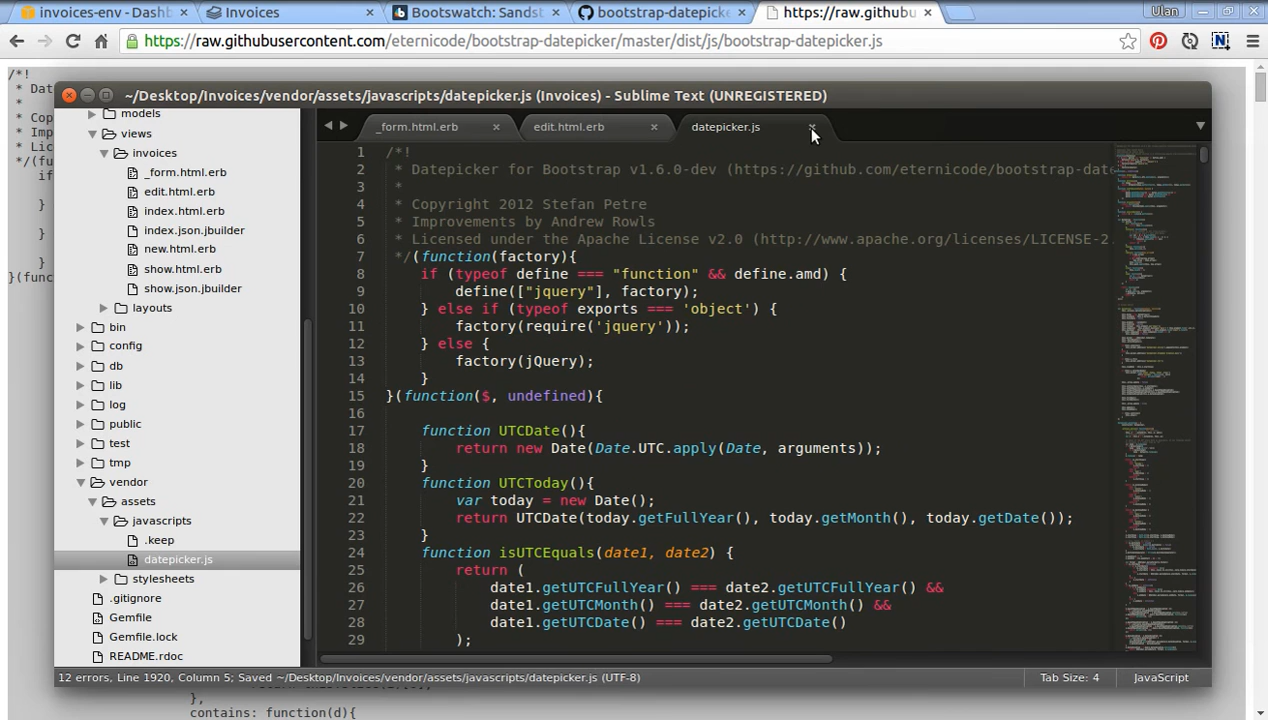 invoices-env - Dashb
Invoices
Bootswatch: Sandst
bootstrap-datepicke
https://raw.githubu
Ulan
https://raw.githubusercontent.com/eternicode/bootstrap-datepicker/master/dist/js/bootstrap-datepicker.js
/*!
~/Desktop/Invoices/vendor/assets/javascripts/datepicker.js (Invoices) - Sublime Text (UNREGISTERED)
models
views
invoices
_form.html.erb
edit.html.erb
index.html.erb
index.json.jbuilder
new.html.erb
show.html.erb
show.json.jbuilder
layouts
bin
config
db
lib
log
public
test
tmp
vendor
assets
javascripts
.keep
datepicker.js
stylesheets
.gitignore
Gemfile
Gemfile.lock
README.rdoc
_form.html.erb
edit.html.erb
datepicker.js
1 /*!
2 * Datepicker for Bootstrap v1.6.0-dev (https://github.com/eternicode/bootstrap-date
3 *
4 * Copyright 2012 Stefan Petre
5 * Improvements by Andrew Rowls
6 * Licensed under the Apache License v2.0 (http://www.apache.org/licenses/LICENSE-2.
7 */(function(factory){
8 if (typeof define === "function" && define.amd) {
9 define(["jquery"], factory);
10 } else if (typeof exports === 'object') {
11 factory(require('jquery'));
12 } else {
13 factory(jQuery);
14 }
15 }(function($, undefined){
16
17 function UTCDate(){
18 return new Date(Date.UTC.apply(Date, arguments));
19 }
20 function UTCToday(){
21 var today = new Date();
22 return UTCDate(today.getFullYear(), today.getMonth(), today.getDate());
23 }
24 function isUTCEquals(date1, date2) {
25 return (
26 date1.getUTCFullYear() === date2.getUTCFullYear() &&
27 date1.getUTCMonth() === date2.getUTCMonth() &&
28 date1.getUTCDate() === date2.getUTCDate()
29 );
12 errors, Line 1920, Column 5; Saved ~/Desktop/Invoices/vendor/assets/javascripts/datepicker.js (UTF-8)
Tab Size: 4
JavaScript
},
contains: function(d){